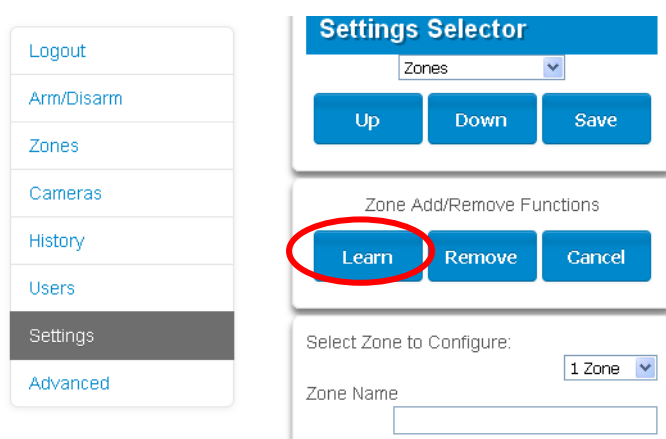 Logout
Arm/Disarm
Zones
Cameras
History
Users
Settings
Advanced
Settings Selector
Zones
Up Down Save
Zone Add/Remove Functions
Learn Remove Cancel
Select Zone to Configure:
1 Zone
Zone Name